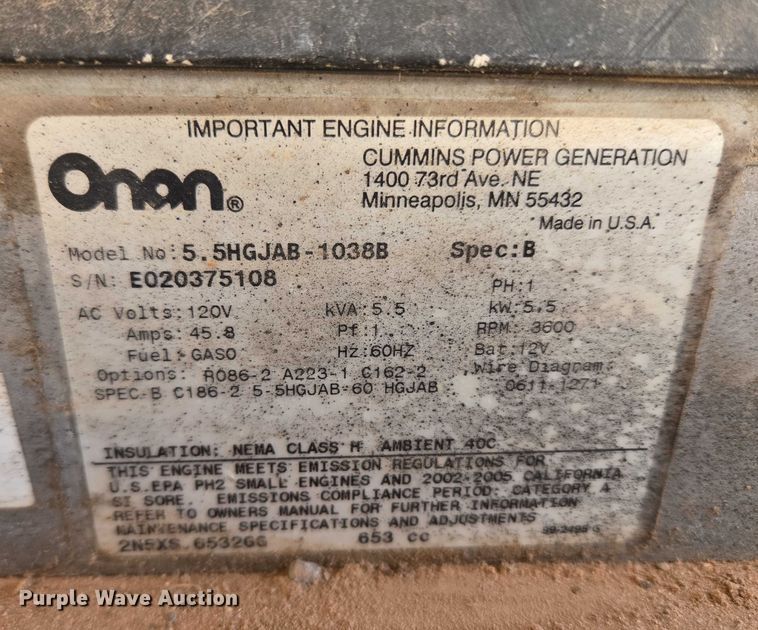 IMPORTANT ENGINE INFORMATION
Onan®
CUMMINS POWER GENERATION
1400 73rd Ave. NE
Minneapolis, MN 55432
Made in U.S.A.
Model No: 5.5HGJAB-1038B Spec: B
S/N: E020375108 PH: 1
AC Volts: 120V kVA: 5.5 kW: 5.5
Amps: 45.8 Pf: 1 RPM: 3600
Fuel: GASO Hz: 60HZ Bat: 12V
Options: R086-2 A223-1 C162-2 Wire Diagram:
SPEC-B C186-2 5-5HGJAB-60 HGJAB 0611-1271
INSULATION: NEMA CLASS H AMBIENT 40C
THIS ENGINE MEETS EMISSION REGULATIONS FOR
U.S.EPA PH2 SMALL ENGINES AND 2002-2005 CALIFORNIA
SI SORE. EMISSIONS COMPLIANCE PERIOD: CATEGORY A
REFER TO OWNERS MANUAL FOR FURTHER INFORMATION
MAINTENANCE SPECIFICATIONS AND ADJUSTMENTS
2N5XS.6532GG 653 cc
Purple Wave Auction